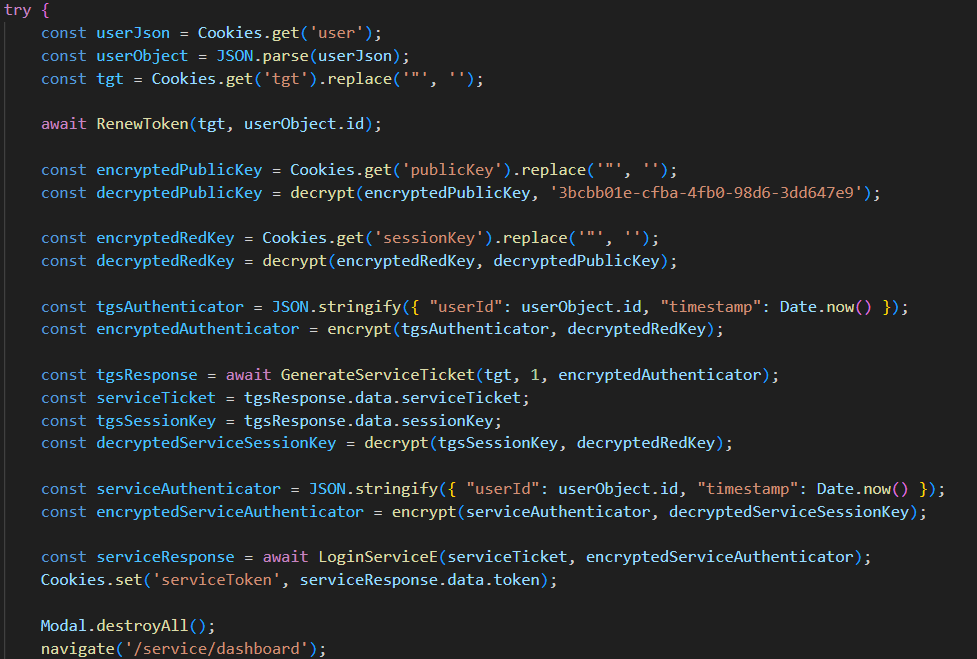 try {
const userJson = Cookies.get('user');
const userObject = JSON.parse(userJson);
const tgt = Cookies.get('tgt').replace('"', '');
await RenewToken(tgt, userObject.id);
const encryptedPublicKey = Cookies.get('publicKey').replace('"', '');
const decryptedPublicKey = decrypt(encryptedPublicKey, '3bcbb01e-cfba-4fb0-98d6-3dd647e9');
const encryptedRedKey = Cookies.get('sessionKey').replace('"', '');
const decryptedRedKey = decrypt(encryptedRedKey, decryptedPublicKey);
const tgsAuthenticator = JSON.stringify({ "userId": userObject.id, "timestamp": Date.now() });
const encryptedAuthenticator = encrypt(tgsAuthenticator, decryptedRedKey);
const tgsResponse = await GenerateServiceTicket(tgt, 1, encryptedAuthenticator);
const serviceTicket = tgsResponse.data.serviceTicket;
const tgsSessionKey = tgsResponse.data.sessionKey;
const decryptedServiceSessionKey = decrypt(tgsSessionKey, decryptedRedKey);
const serviceAuthenticator = JSON.stringify({ "userId": userObject.id, "timestamp": Date.now() });
const encryptedServiceAuthenticator = encrypt(serviceAuthenticator, decryptedServiceSessionKey);
const serviceResponse = await LoginServiceE(serviceTicket, encryptedServiceAuthenticator);
Cookies.set('serviceToken', serviceResponse.data.token);
Modal.destroyAll();
navigate('/service/dashboard');